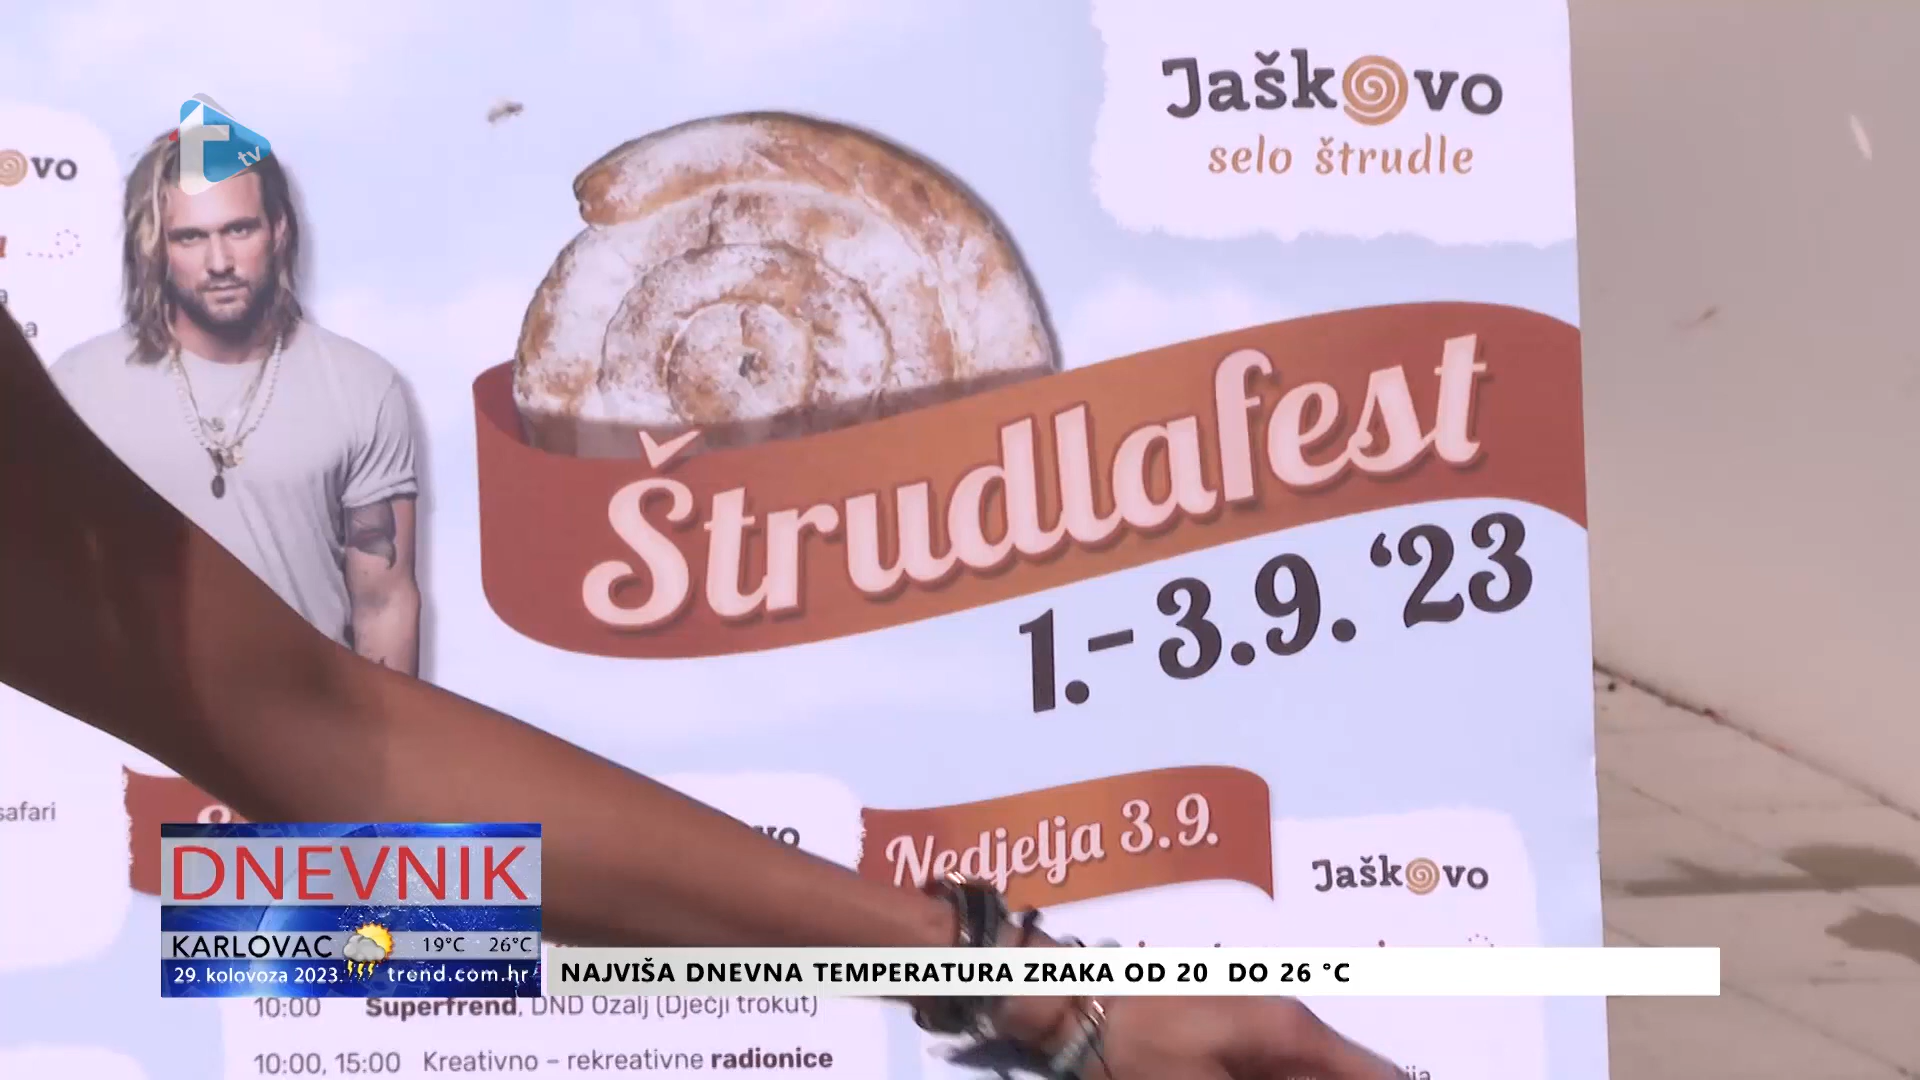 tv
Jaškovo
selo štrudle
vo
Štrudlafest
1.-3.9. '23
safari
Nedjelja 3.9.
Jaškovo
DNEVNIK
KARLOVAC 19°C 26°C
29. kolovoza 2023. trend.com.hr
NAJVIŠA DNEVNA TEMPERATURA ZRAKA OD 20 DO 26 °C
10:00 Superfrend, DND Ozalj (Dječji trokut)
10:00, 15:00 Kreativno – rekreativne radionice